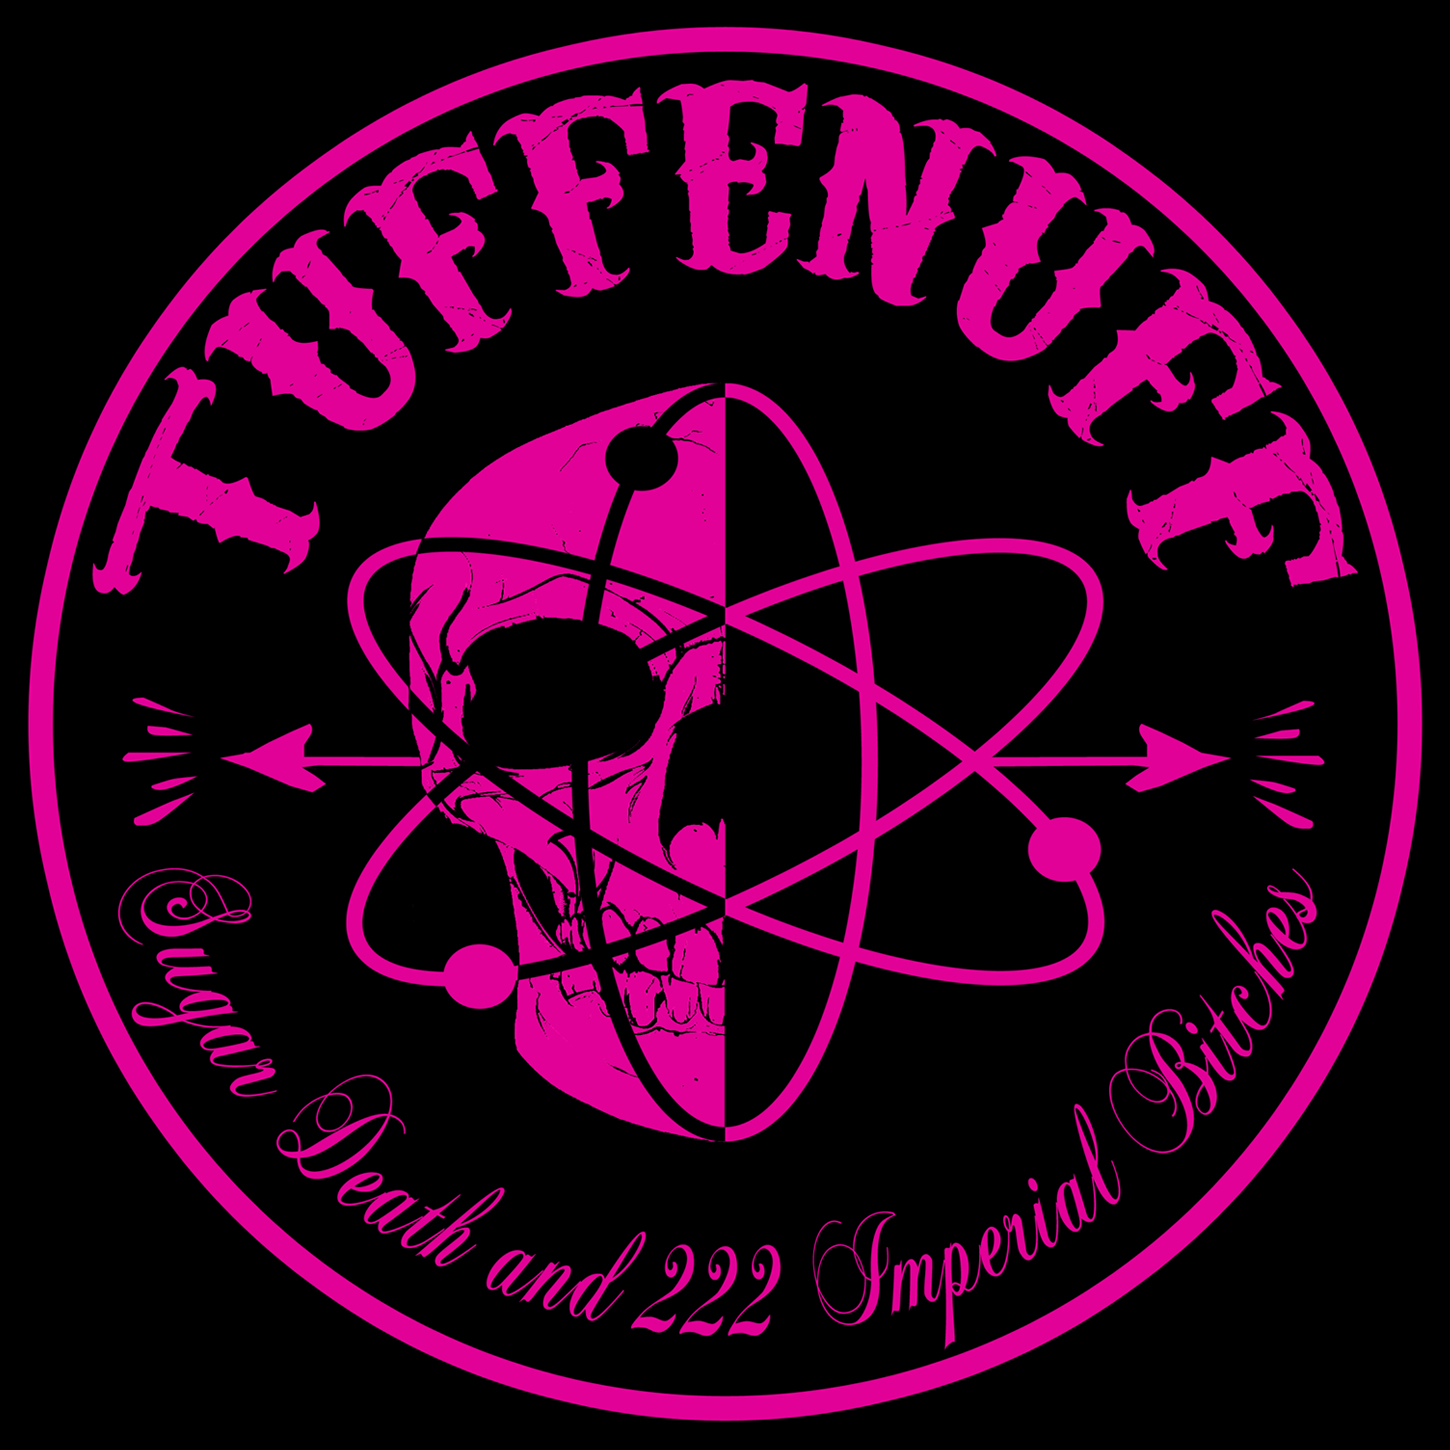 TUFFENUFF
Sugar Death and 222 Imperial Bitches